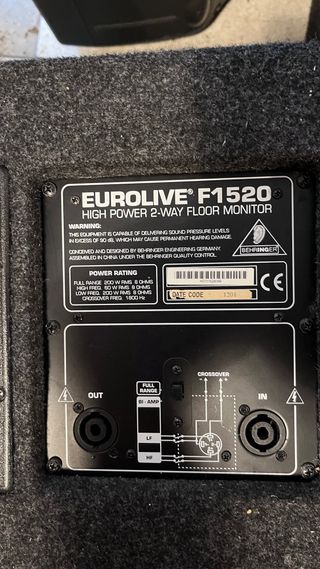 EUROLIVE® F1520
HIGH POWER 2-WAY FLOOR MONITOR
WARNING:
THIS EQUIPMENT IS CAPABLE OF DELIVERING SOUND PRESSURE LEVELS
IN EXCESS OF 90 dB, WHICH MAY CAUSE PERMANENT HEARING DAMAGE.
CONCEIVED AND DESIGNED BY BEHRINGER ENGINEERING GERMANY.
ASSEMBLED IN CHINA UNDER THE BEHRINGER QUALITY CONTROL.
BEHRINGER
POWER RATING
FULL RANGE 200 W RMS 8 OHMS
HIGH FREQ. 60 W RMS 8 OHMS
LOW FREQ. 200 W RMS 8 OHMS
CROSSOVER FREQ. 1800 Hz
DATE CODE
CE
CROSSOVER
FULL
RANGE
BI - AMP
OUT
IN
LF
HF